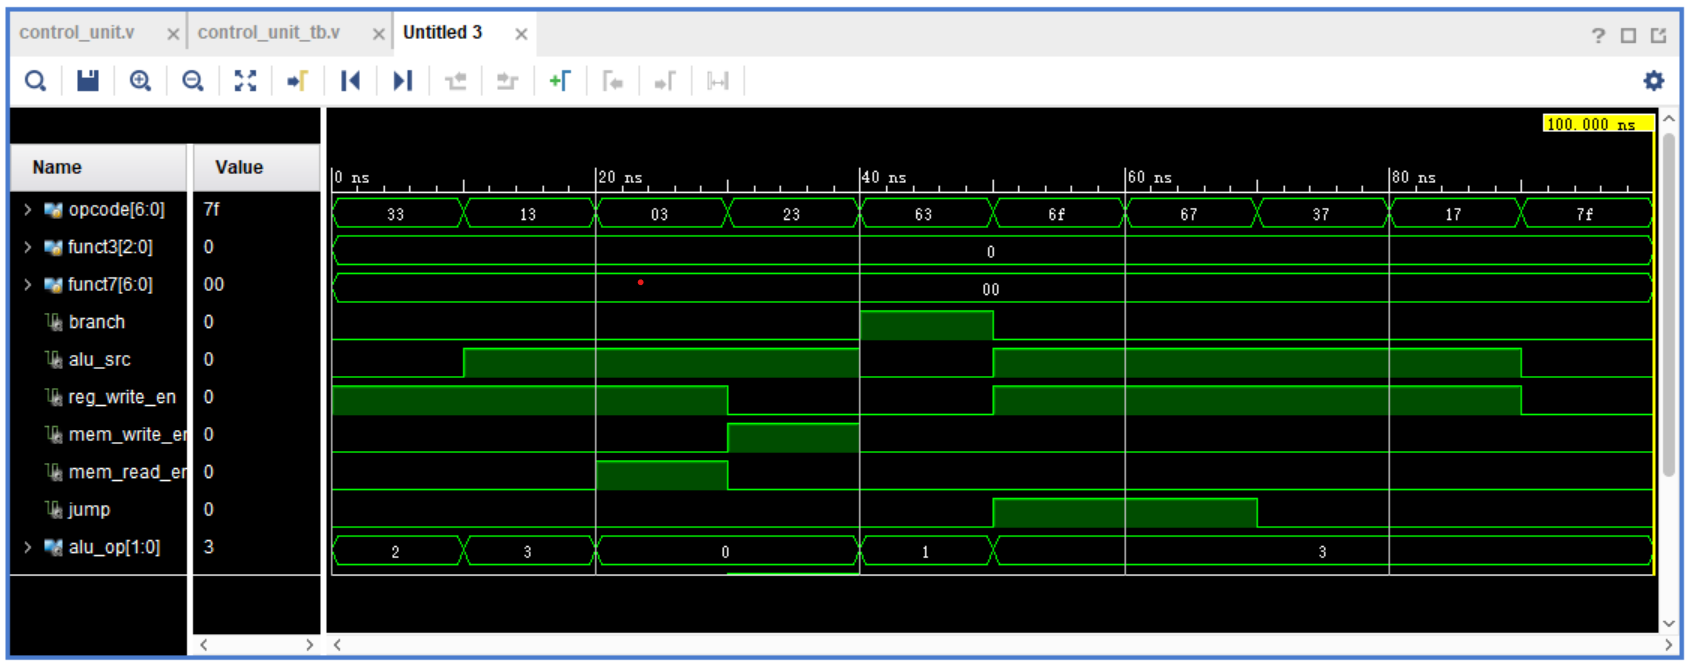 control_unit.v × control_unit_tb.v × Untitled 3 ×
100.000 ns
Name Value
0 ns 20 ns 40 ns 60 ns 80 ns
opcode[6:0] 7f 33 13 03 23 63 6f 67 37 17 7f
funct3[2:0] 0 0
funct7[6:0] 00 00
branch 0
alu_src 0
reg_write_en 0
mem_write_er 0
mem_read_er 0
jump 0
alu_op[1:0] 3 2 3 0 1 3